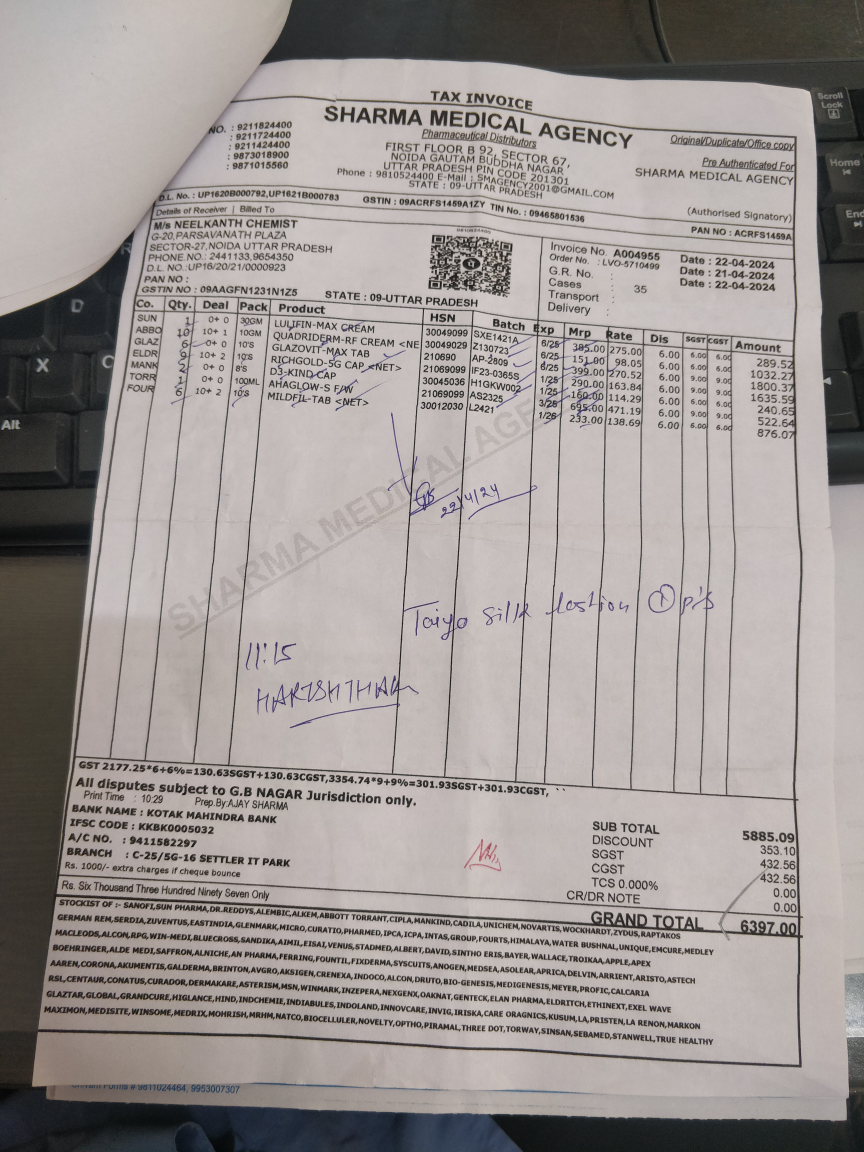 TAX INVOICE
SHARMA MEDICAL AGENCY
Pharmaceutical Distributors
FIRST FLOOR B 92, SECTOR 67,
NOIDA GAUTAM BUDDHA NAGAR
UTTAR PRADESH PIN CODE 201301
Phone : 9810524400 E-Mail : SMAGENCY2001@GMAIL.COM
STATE : 09-UTTAR PRADESH
NO. : 9211824400
: 9211724400
: 9211424400
: 9873018900
: 9871015560
Original/Duplicate/Office copy
Pre Authenticated For
SHARMA MEDICAL AGENCY
(Authorised Signatory)
D.L. No. : UP1620B000792,UP1621B000783
GSTIN : 09ACRFS1459A1ZY TIN No. : 09465801536
PAN NO : ACRFS1459A
Details of Receiver | Billed To
M/s NEELKANTH CHEMIST
G-20,PARSAVANATH PLAZA
SECTOR-27,NOIDA UTTAR PRADESH
PHONE.NO.: 2441133,9654350
D.L. NO.:UP16/20/21/0000923
PAN NO :
GSTIN NO : 09AAGFN1231N1Z5
STATE : 09-UTTAR PRADESH
Invoice No. A004955 Date : 22-04-2024
Order No. : LVO-5710499 Date : 21-04-2024
G.R. No. : Date : 22-04-2024
Cases : 35
Transport :
Delivery :
Co. Qty. Deal Pack Product HSN Batch Exp Mrp Rate Dis SGST CGST Amount
SUN 1 0+ 0 30GM LULIFIN-MAX CREAM 30049099 SXE1421A 6/25 385.00 275.00 6.00 6.00 6.00 289.52
ABBO 10 10+ 1 10GM QUADRIDERM-RF CREAM <NE 30049029 Z130723 6/25 151.00 98.05 6.00 6.00 6.00 1032.27
GLAZ 6 0+ 0 10'S GLAZOVIT-MAX TAB 210690 AP-2809 6/25 399.00 270.52 6.00 9.00 9.00 1800.37
ELDR 9 10+ 2 10'S RICHGOLD-5G CAP <NET> 21069099 IF23-0365S 1/25 290.00 163.84 6.00 9.00 9.00 1635.59
MANK 2 0+ 0 8'S D3-KIND CAP 30045036 H1GKW002 1/25 160.00 114.29 6.00 6.00 6.00 240.65
TORR 1 0+ 0 100ML AHAGLOW-S F/W 21069099 AS2325 3/25 695.00 471.19 6.00 9.00 9.00 522.64
FOUR 6 10+ 2 10'S MILDFIL-TAB <NET> 30012030 L2421 1/26 233.00 138.69 6.00 6.00 6.00 876.07
22/4/24
SHARMA MEDICAL AGENCY
Taiyo Silk lostion 1 p's
11:15
GST 2177.25*6+6%=130.63SGST+130.63CGST,3354.74*9+9%=301.93SGST+301.93CGST, ``
All disputes subject to G.B NAGAR Jurisdiction only.
Print Time : 10:29 Prep.By:AJAY SHARMA
BANK NAME : KOTAK MAHINDRA BANK
IFSC CODE : KKBK0005032
A/C NO. : 9411582297
BRANCH : C-25/5G-16 SETTLER IT PARK
Rs. 1000/- extra charges if cheque bounce
SUB TOTAL 5885.09
DISCOUNT 353.10
SGST 432.56
CGST 432.56
TCS 0.000% 0.00
CR/DR NOTE 0.00
Rs. Six Thousand Three Hundred Ninety Seven Only
GRAND TOTAL 6397.00
STOCKIST OF :- SANOFI,SUN PHARMA,DR.REDDYS,ALEMBIC,ALKEM,ABBOTT TORRANT,CIPLA,MANKIND,CADILA,UNICHEM,NOVARTIS,WOCKHARDT,ZYDUS,RAPTAKOS
GERMAN REM,SERDIA,ZUVENTUS,EASTINDIA,GLENMARK,MICRO,CURATIO,PHARMED,IPCA,ICPA,INTAS,GROUP,FOURTS,HIMALAYA,WATER BUSHNAL,UNIQUE,EMCURE,MEDLEY
MACLEODS,ALCON,RPG,WIN-MEDI,BLUECROSS,SANDIKA,AIMIL,EISAI,VENUS,STADMED,ALBERT,DAVID,SINTHO ERIS,BAYER,WALLACE,TROIKAA,APPLE,APEX
BOEHRINGER,ALDE MEDI,SAFFRON,ALNICHE,AN PHARMA,FERRING,FOUNTIL,FIXDERMA,SYSCUITS,ANOGEN,MEDSEA,ASOLEAR,APRICA,DELVIN,ARRIENT,ARISTO,ASTECH
AAREN,CORONA,AKUMENTIS,GALDERMA,BRINTON,AVGRO,AKSIGEN,CRENEXA,INDOCO,ALCON,DRUTO,BIO-GENESIS,MEDIGENESIS,MEYER,PROFIC,CALCARIA
RSL,CENTAUR,CONATUS,CURADER,DERMAKARE,ASTERISM,MSN,WINMARK,INZEPERA,NEXGENX,OAKNAT,GENTECK,ELAN PHARMA,ELDRITCH,ETHINEXT,EXEL WAVE
GLAZTAR,GLOBAL,GRANDCURE,HIGLANCE,HIND,INDCHEMIE,INDIABULES,INDOLAND,INNOVCARE,INVIG,IRISKA,CARE ORAGNICS,KUSUM,LA,PRISTEN,LA RENON,MARKON
MAXIMON,MEDISITE,WINSOME,MEDRIX,MOHRISH,MRHM,NATCO,BIOCELLULER,NOVELTY,OPTHO,PIRAMAL,THREE DOT,TORWAY,SINSAN,SEBAMED,STANWELL,TRUE HEALTHY
Forms # 9811024464, 9953007307
Scroll
Lock
Home
End
Alt
X
C
D